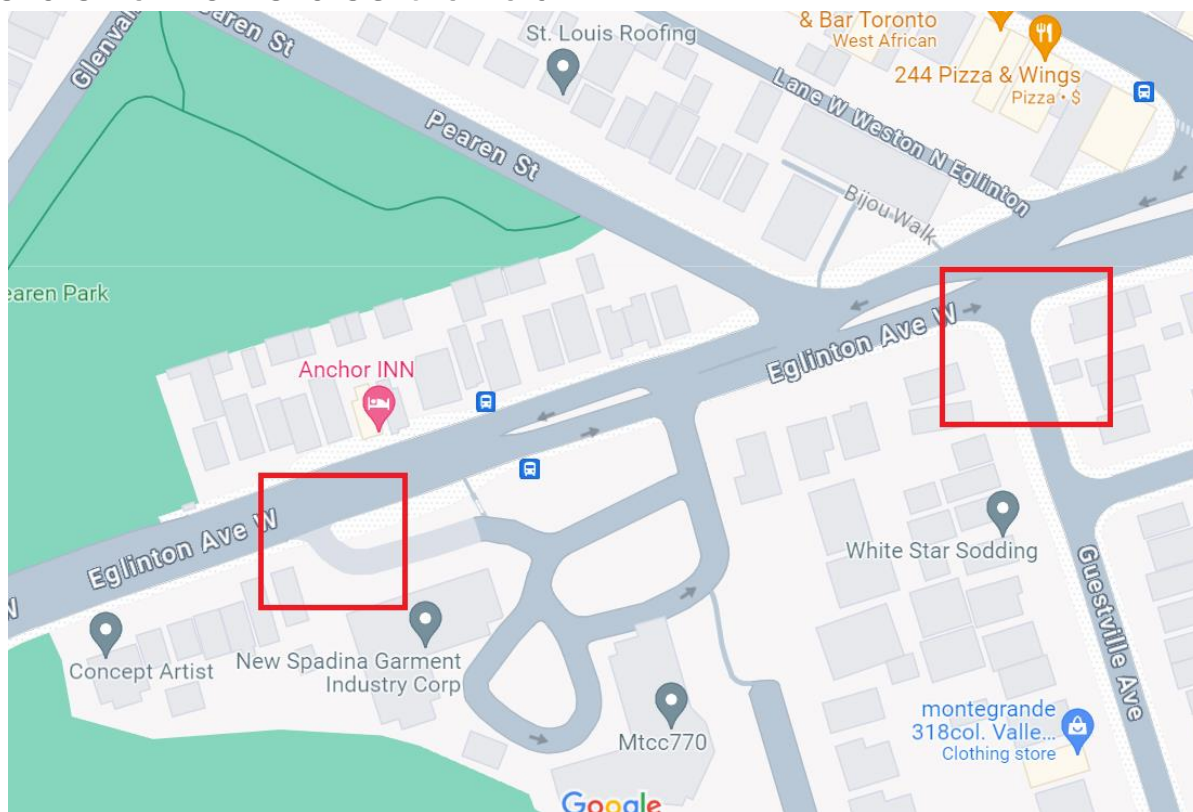 & Bar Toronto
West African
244 Pizza & Wings
Pizza • $
St. Louis Roofing
Pearen St
Lane W Weston N Eglinton
Bijou Walk
Pearen St
earen Park
Anchor INN
Eglinton Ave W
Eglinton Ave W
White Star Sodding
Guestville Ave
Concept Artist
New Spadina Garment
Industry Corp
Mtcc770
montegrande
318col. Valle...
Clothing store
Google